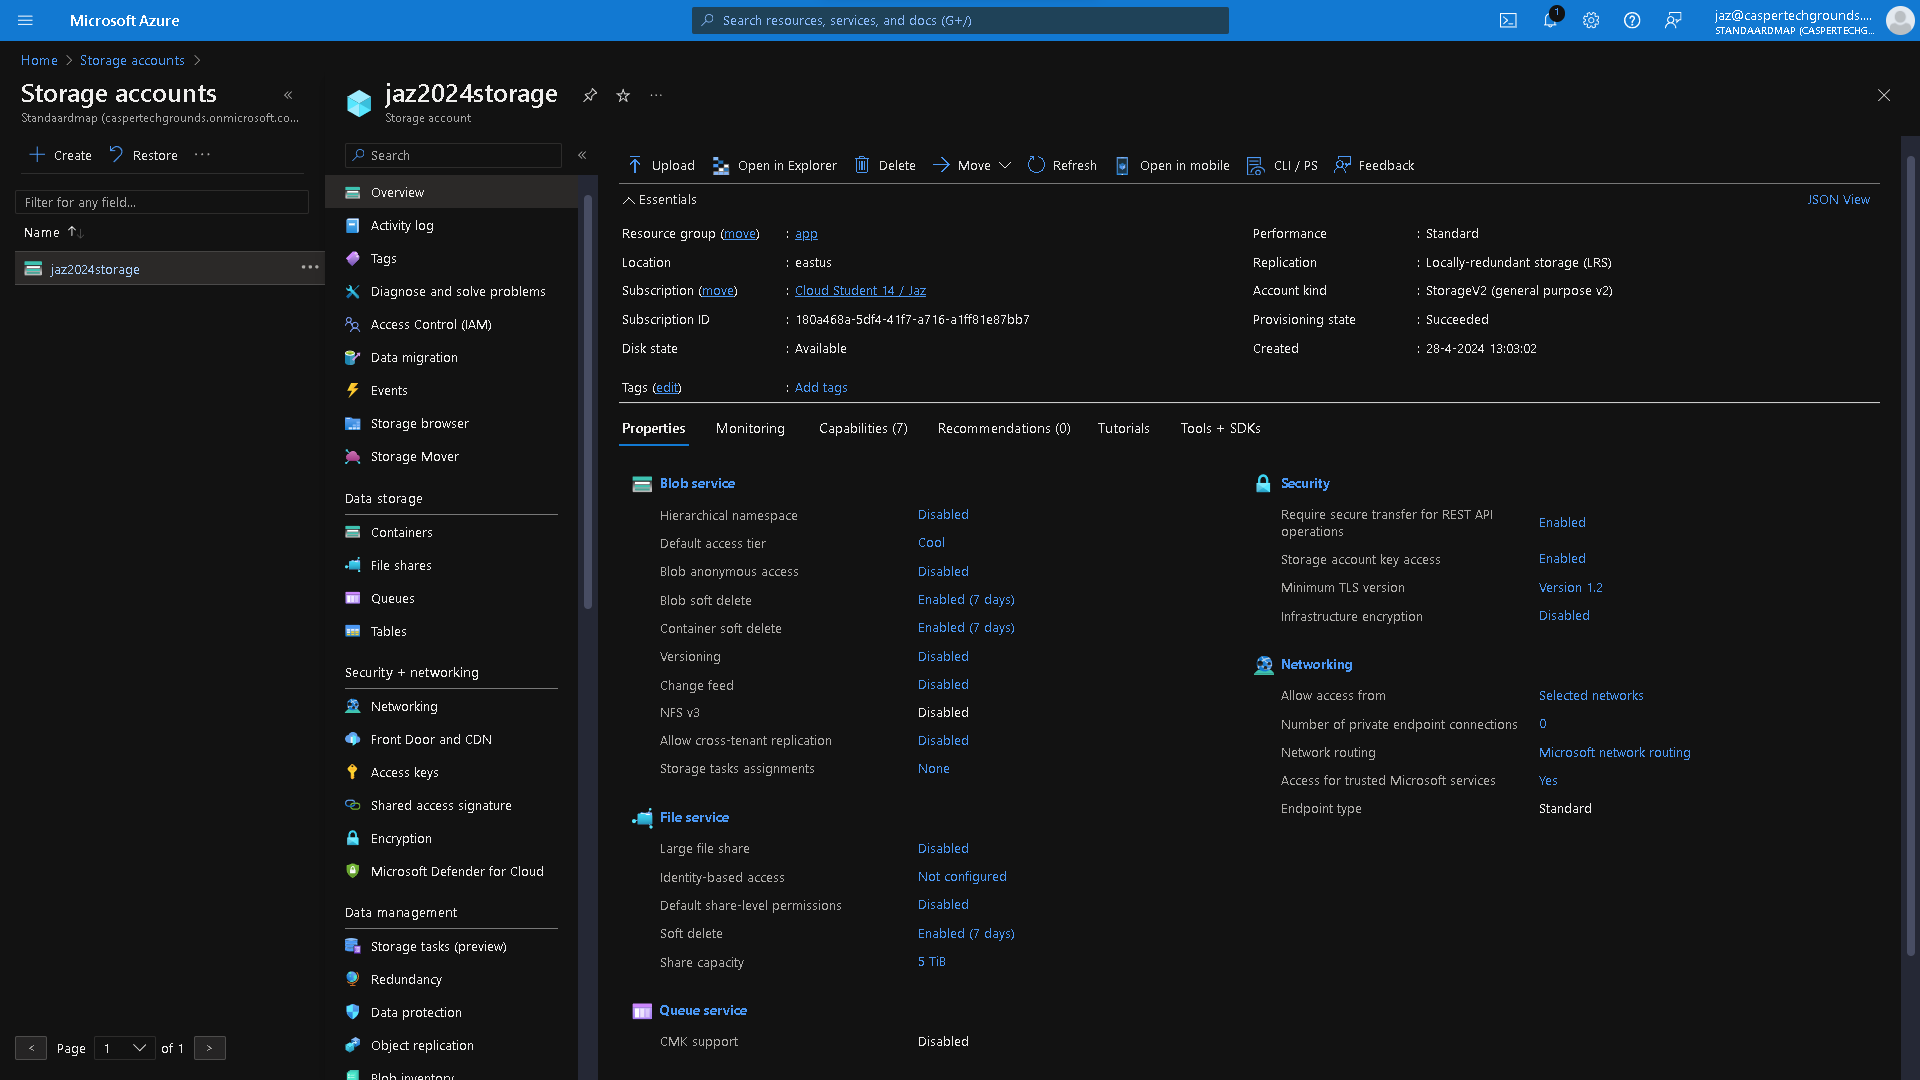 Microsoft Azure
Search resources, services, and docs (G+/)
1
jaz@caspertechgrounds....
STANDAARDMAP (CASPERTECHG...
Home
Storage accounts
Storage accounts
Standaardmap (caspertechgrounds.onmicrosoft.co...
Create
Restore
Filter for any field...
Name
jaz2024storage
< Page 1 of 1 >
jaz2024storage
Storage account
Search
Overview
Activity log
Tags
Diagnose and solve problems
Access Control (IAM)
Data migration
Events
Storage browser
Storage Mover
Data storage
Containers
File shares
Queues
Tables
Security + networking
Networking
Front Door and CDN
Access keys
Shared access signature
Encryption
Microsoft Defender for Cloud
Data management
Storage tasks (preview)
Redundancy
Data protection
Object replication
Blob inventory
Upload Open in Explorer Delete Move Refresh Open in mobile CLI / PS Feedback
Essentials
JSON View
Resource group (move) : app
Location : eastus
Subscription (move) : Cloud Student 14 / Jaz
Subscription ID : 180a468a-5df4-41f7-a716-a1ff81e87bb7
Disk state : Available
Performance : Standard
Replication : Locally-redundant storage (LRS)
Account kind : StorageV2 (general purpose v2)
Provisioning state : Succeeded
Created : 28-4-2024 13:03:02
Tags (edit) : Add tags
Properties Monitoring Capabilities (7) Recommendations (0) Tutorials Tools + SDKs
Blob service
Hierarchical namespace Disabled
Default access tier Cool
Blob anonymous access Disabled
Blob soft delete Enabled (7 days)
Container soft delete Enabled (7 days)
Versioning Disabled
Change feed Disabled
NFS v3 Disabled
Allow cross-tenant replication Disabled
Storage tasks assignments None
File service
Large file share Disabled
Identity-based access Not configured
Default share-level permissions Disabled
Soft delete Enabled (7 days)
Share capacity 5 TiB
Queue service
CMK support Disabled
Security
Require secure transfer for REST API
operations Enabled
Storage account key access Enabled
Minimum TLS version Version 1.2
Infrastructure encryption Disabled
Networking
Allow access from Selected networks
Number of private endpoint connections 0
Network routing Microsoft network routing
Access for trusted Microsoft services Yes
Endpoint type Standard